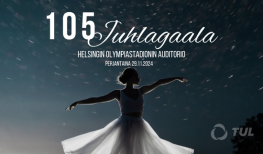 105 Juhlagaala
HELSINGIN OLYMPIASTADIONIN AUDITORIO
PERJANTAINA 29.11.2024
TUL